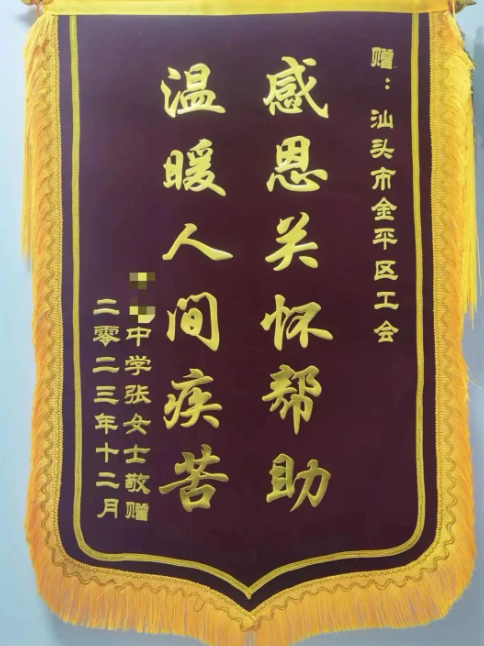 赠：汕头市金平区工会
感恩关怀帮助
温暖人间疾苦
中学张女士敬赠
二零二三年十二月